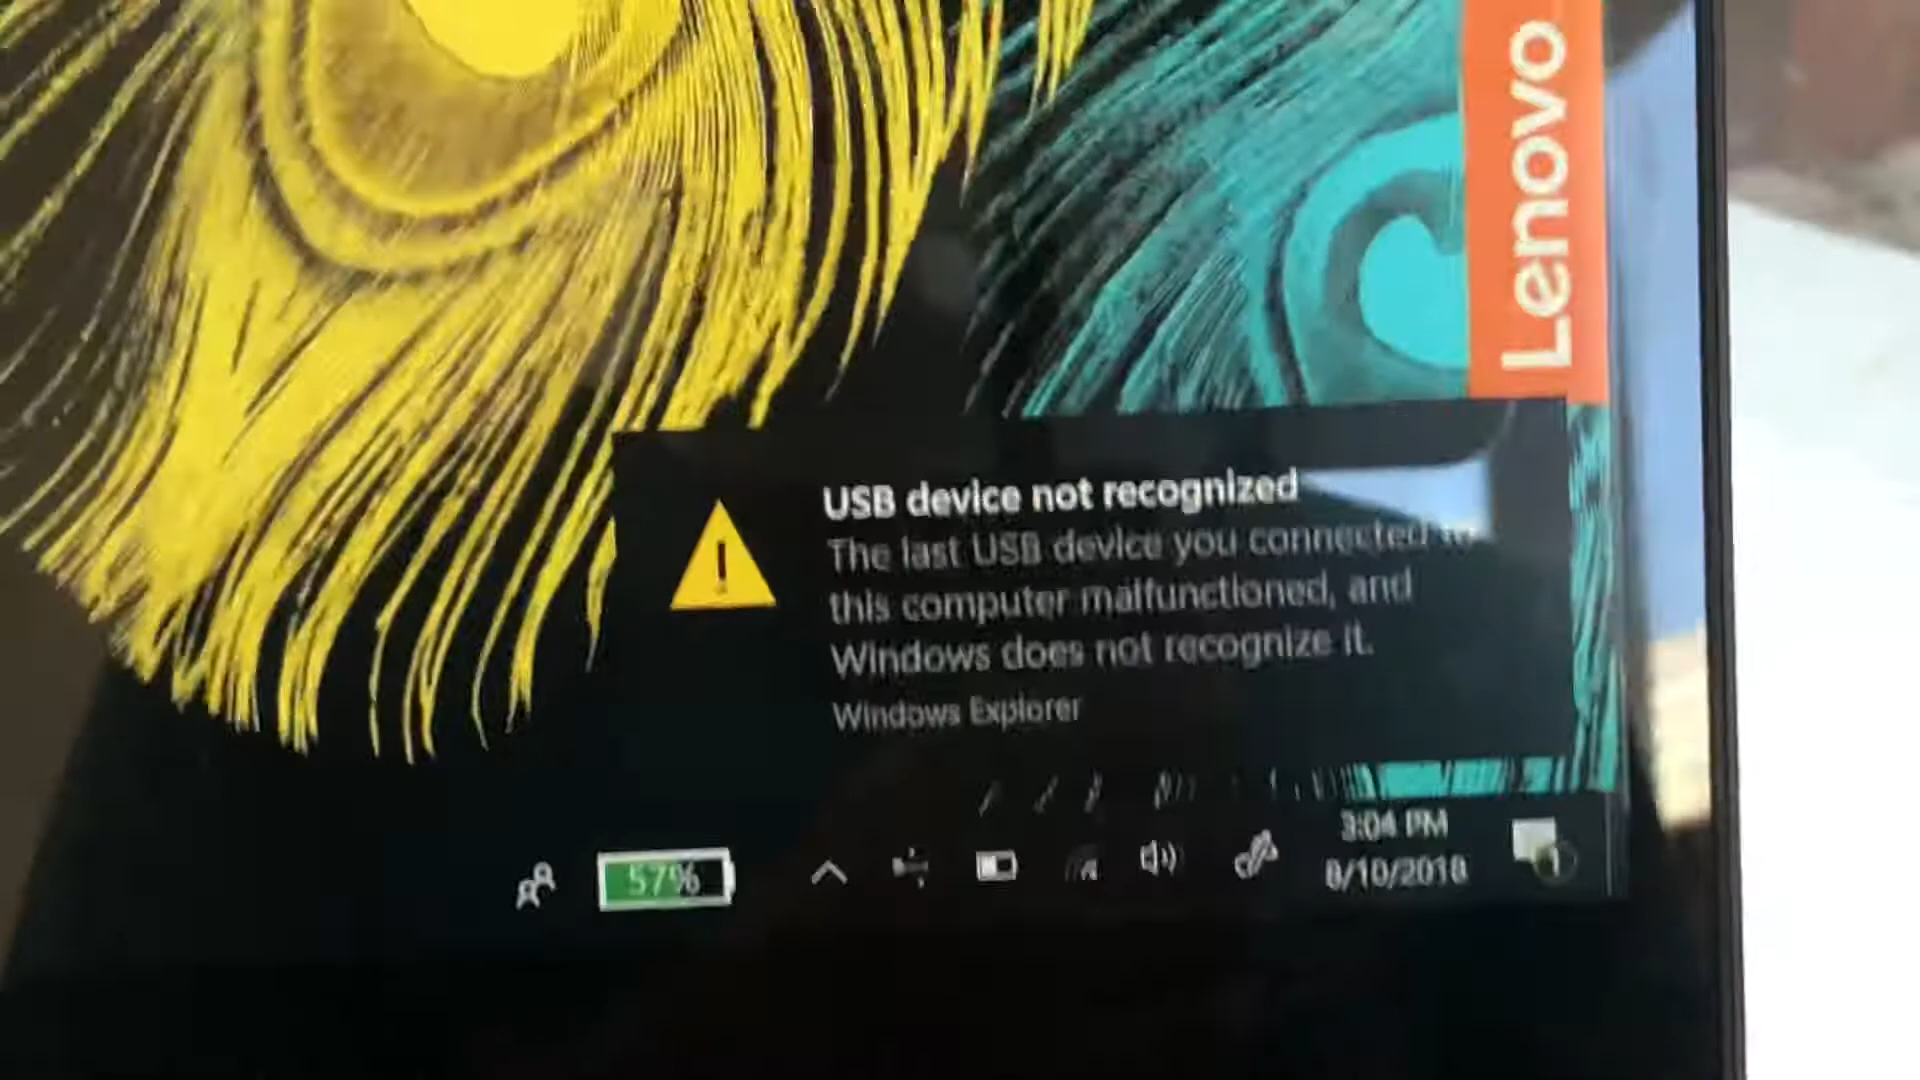 Lenovo
USB device not recognized
The last USB device you connected to
this computer malfunctioned, and
Windows does not recognize it.
Windows Explorer
57%
3:04 PM
8/10/2018
1